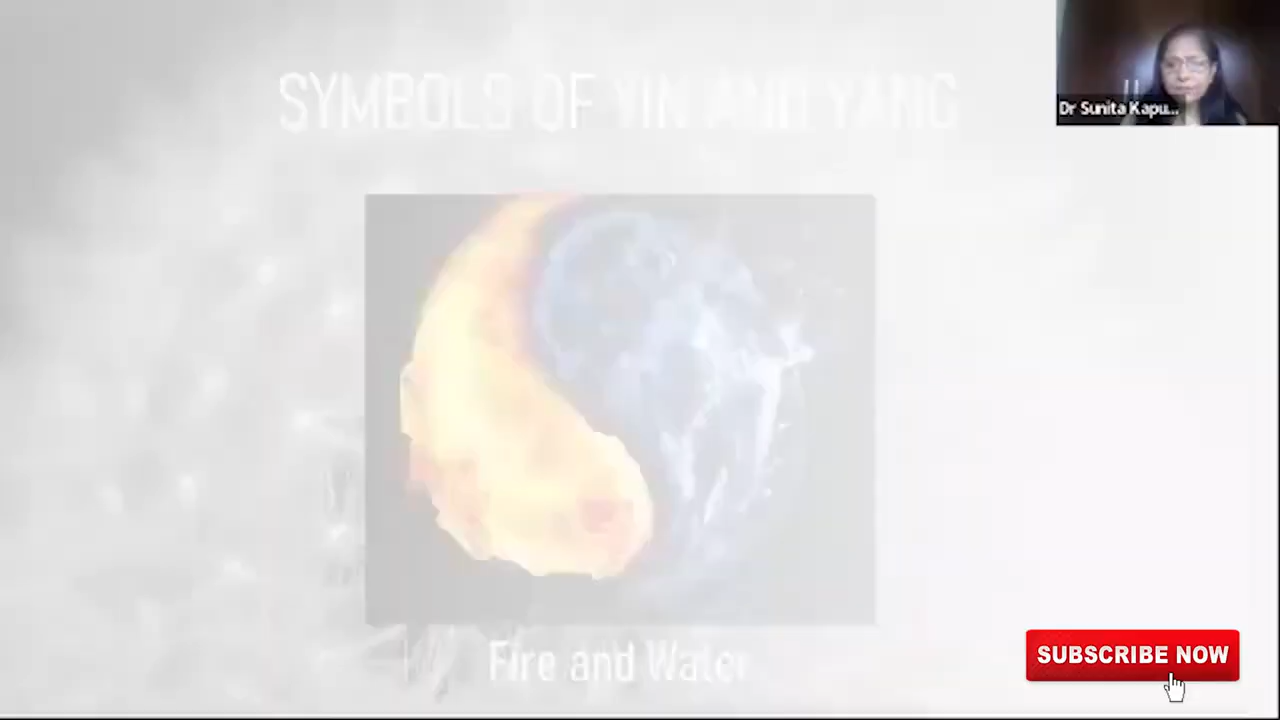 SYMBOLS OF YIN AND YANG
Dr Sunita Kapu...
Fire and Water
SUBSCRIBE NOW